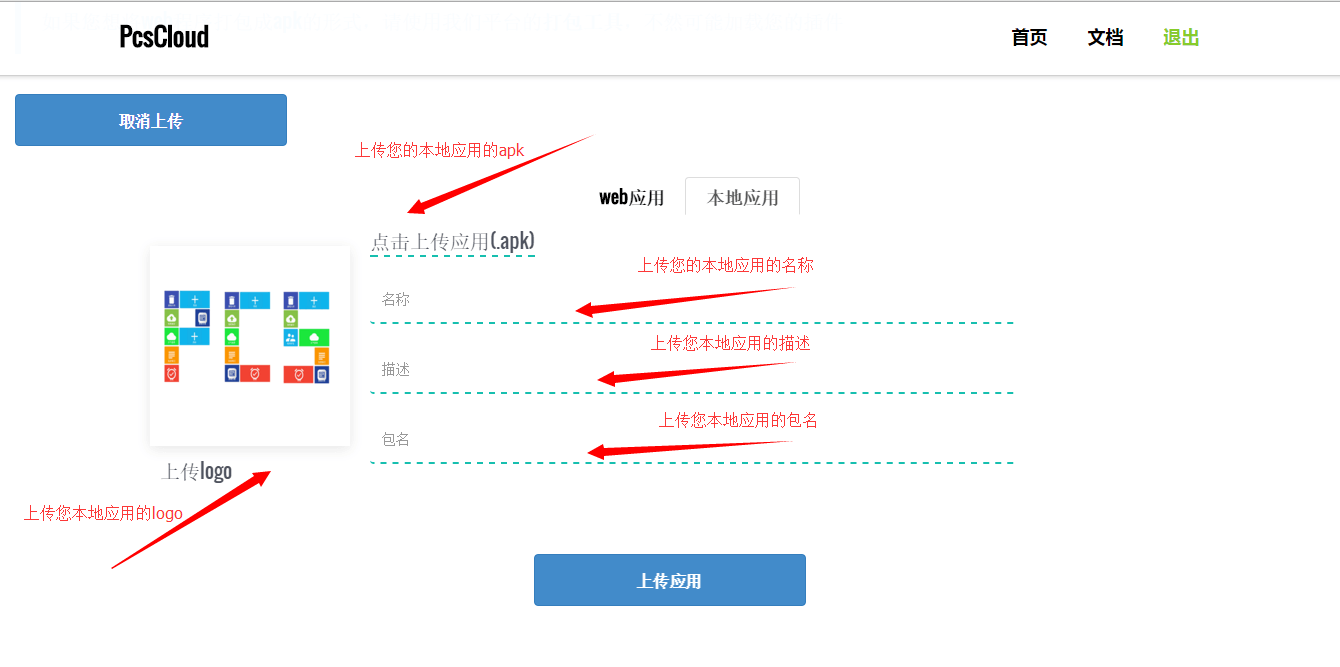 PcsCloud
首页
文档
退出
取消上传
上传您的本地应用的apk
web应用
本地应用
点击上传应用(.apk)
上传您的本地应用的名称
名称
上传您本地应用的描述
描述
上传您本地应用的包名
包名
上传logo
上传您本地应用的logo
上传应用